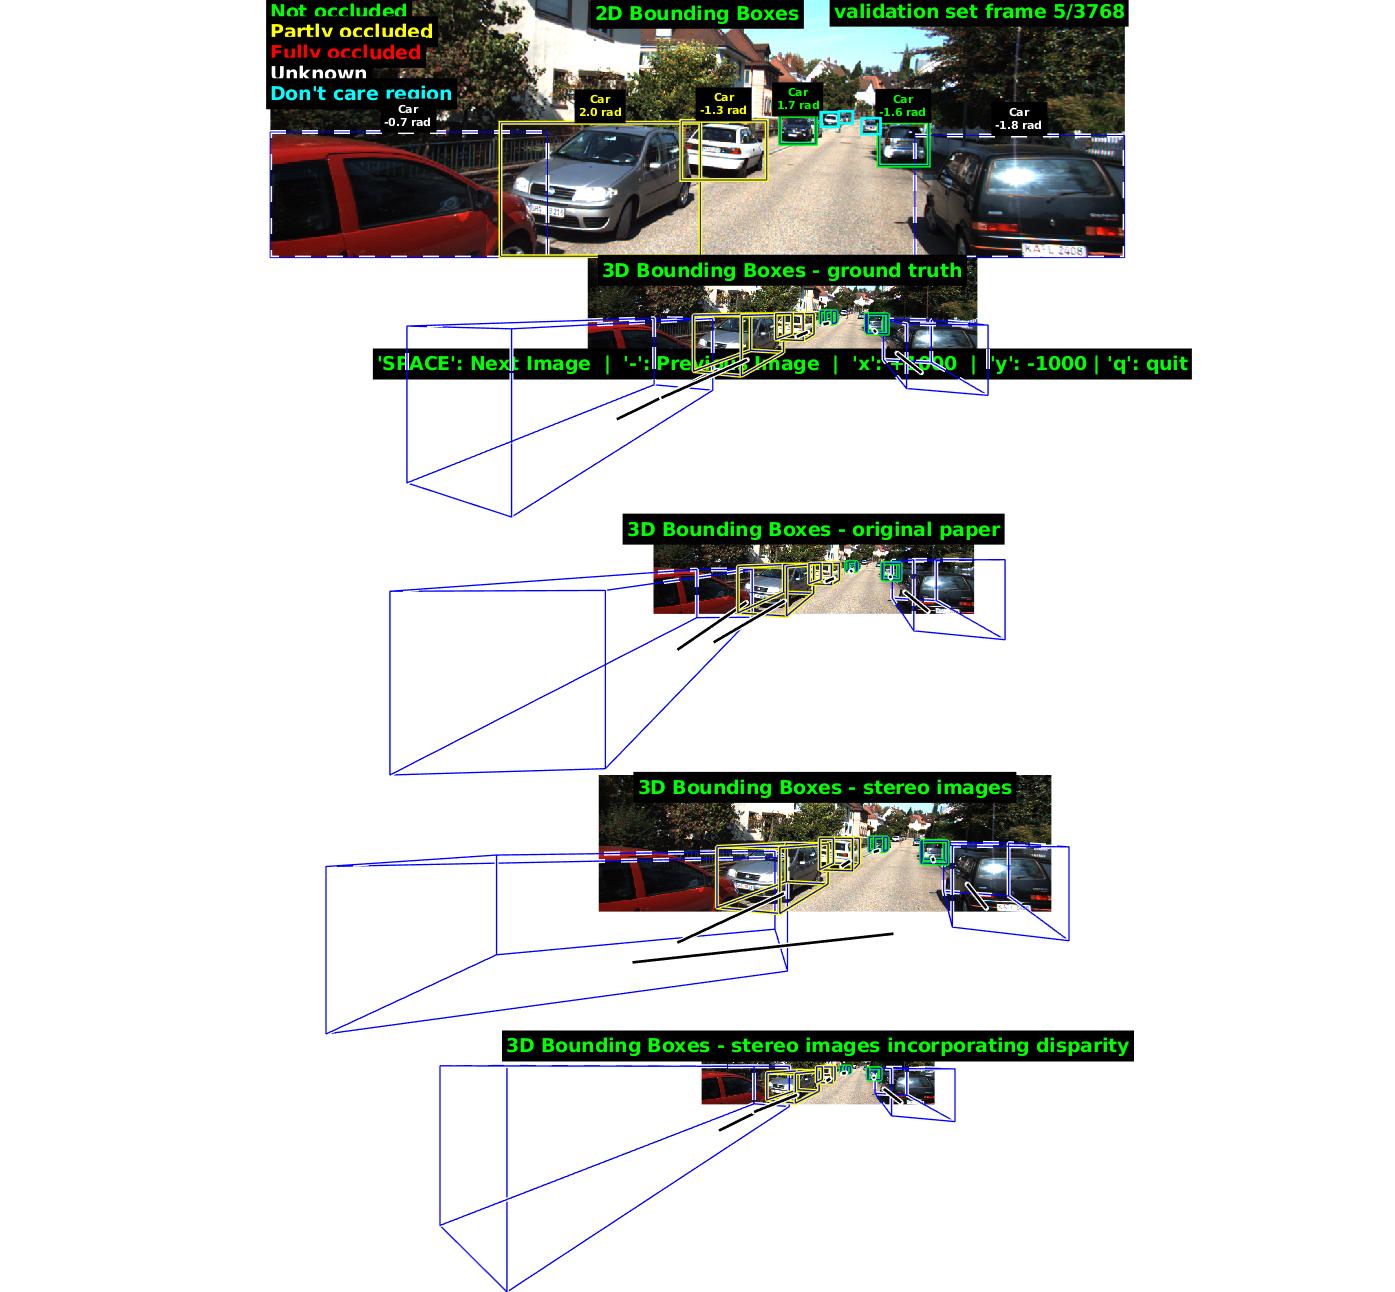 Not occluded
2D Bounding Boxes
validation set frame 5/3768
Partly occluded
Fully occluded
Unknown
Don't care region
Car
-0.7 rad
Car
2.0 rad
Car
-1.3 rad
Car
1.7 rad
Car
-1.6 rad
Car
-1.8 rad
KA L 2408
3D Bounding Boxes - ground truth
'SPACE': Next Image | '-': Previous Image | 'x': +1000 | 'y': -1000 | 'q': quit
3D Bounding Boxes - original paper
3D Bounding Boxes - stereo images
3D Bounding Boxes - stereo images incorporating disparity